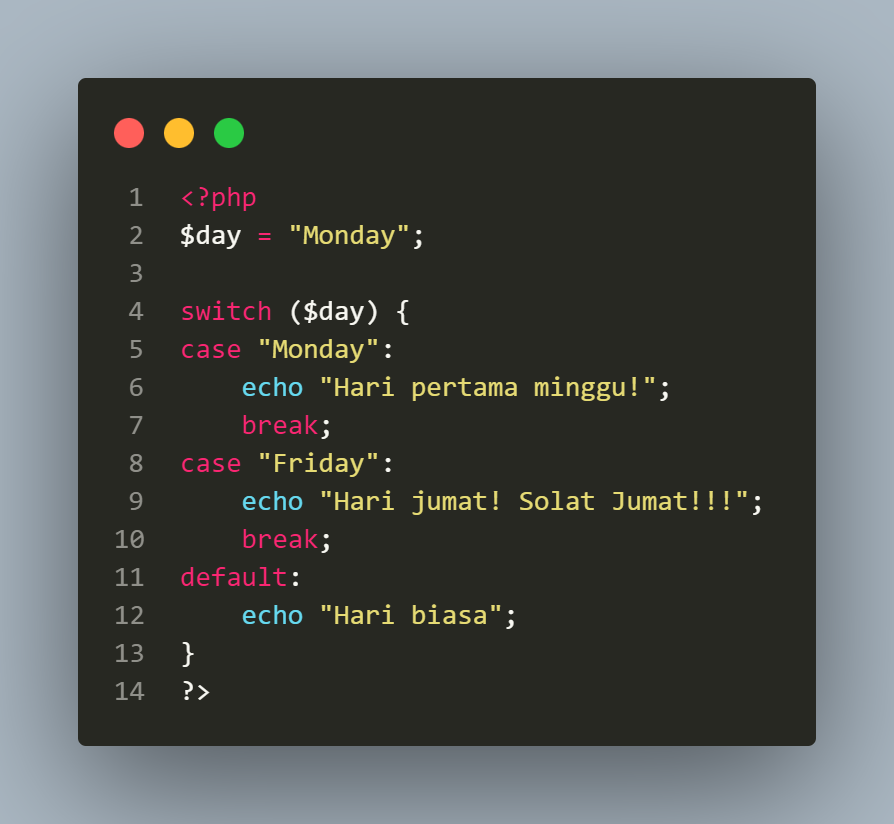 1 <?php
2 $day = "Monday";
3
4 switch ($day) {
5 case "Monday":
6     echo "Hari pertama minggu!";
7     break;
8 case "Friday":
9     echo "Hari jumat! Solat Jumat!!!";
10     break;
11 default:
12     echo "Hari biasa";
13 }
14 ?>